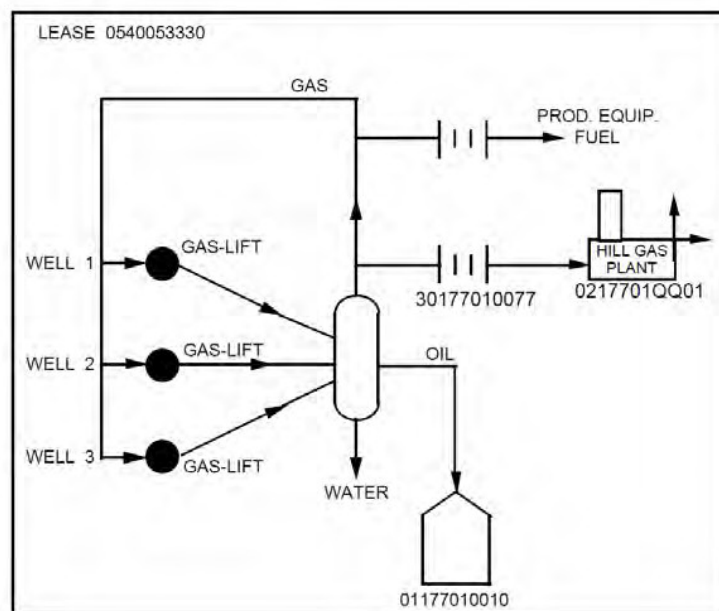 LEASE 0540053330
GAS
PROD. EQUIP.
FUEL
WELL 1
GAS-LIFT
HILL GAS
PLANT
30177010077
0217701QQ01
WELL 2
GAS-LIFT
OIL
WELL 3
GAS-LIFT
WATER
01177010010